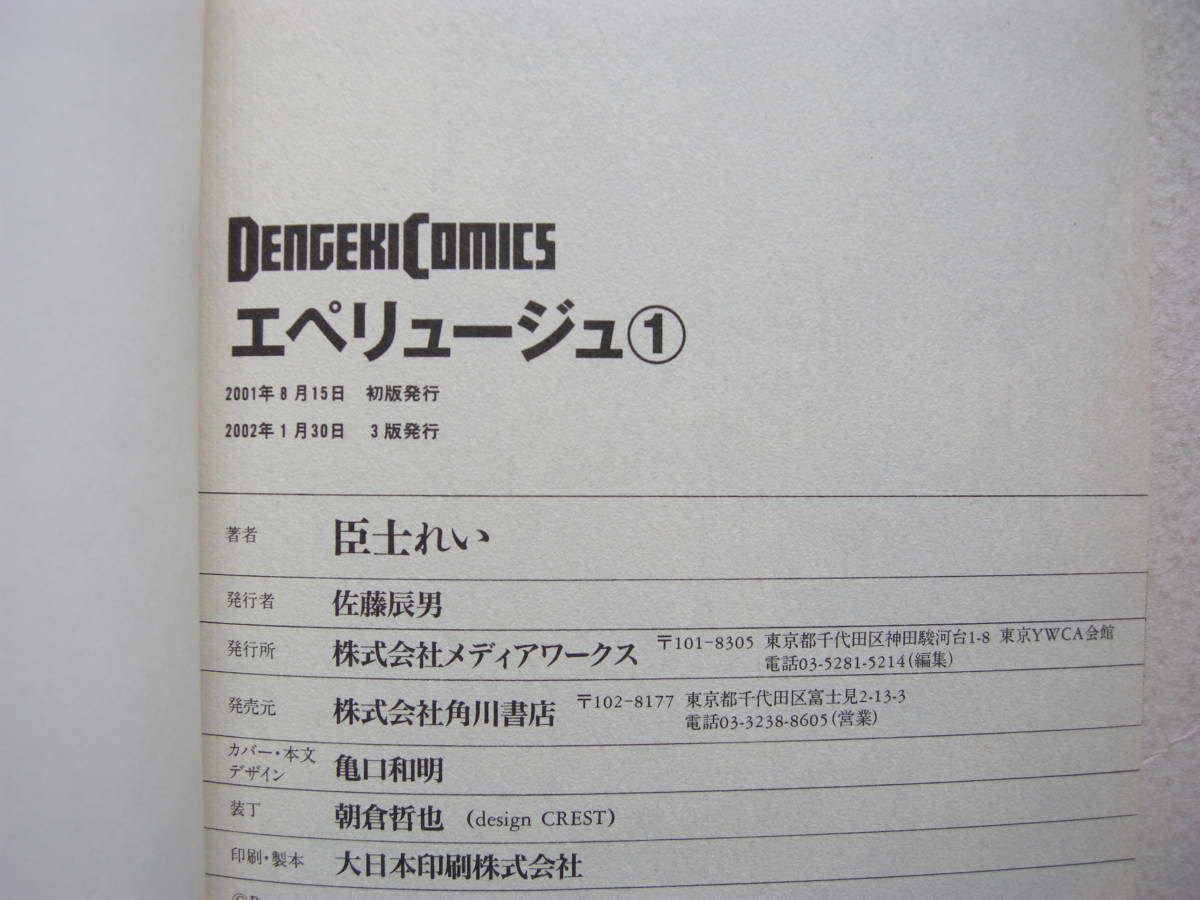 DENGEKI COMICS
エペリュージュ①
2001年8月15日 初版発行
2002年1月30日 3版発行
著者 臣士れい
発行者 佐藤辰男
発行所 株式会社メディアワークス 〒101-8305 東京都千代田区神田駿河台1-8 東京YWCA会館
電話03-5281-5214(編集)
発売元 株式会社角川書店 〒102-8177 東京都千代田区富士見2-13-3
電話03-3238-8605(営業)
カバー・本文
デザイン 亀口和明
装丁 朝倉哲也 (design CREST)
印刷・製本 大日本印刷株式会社